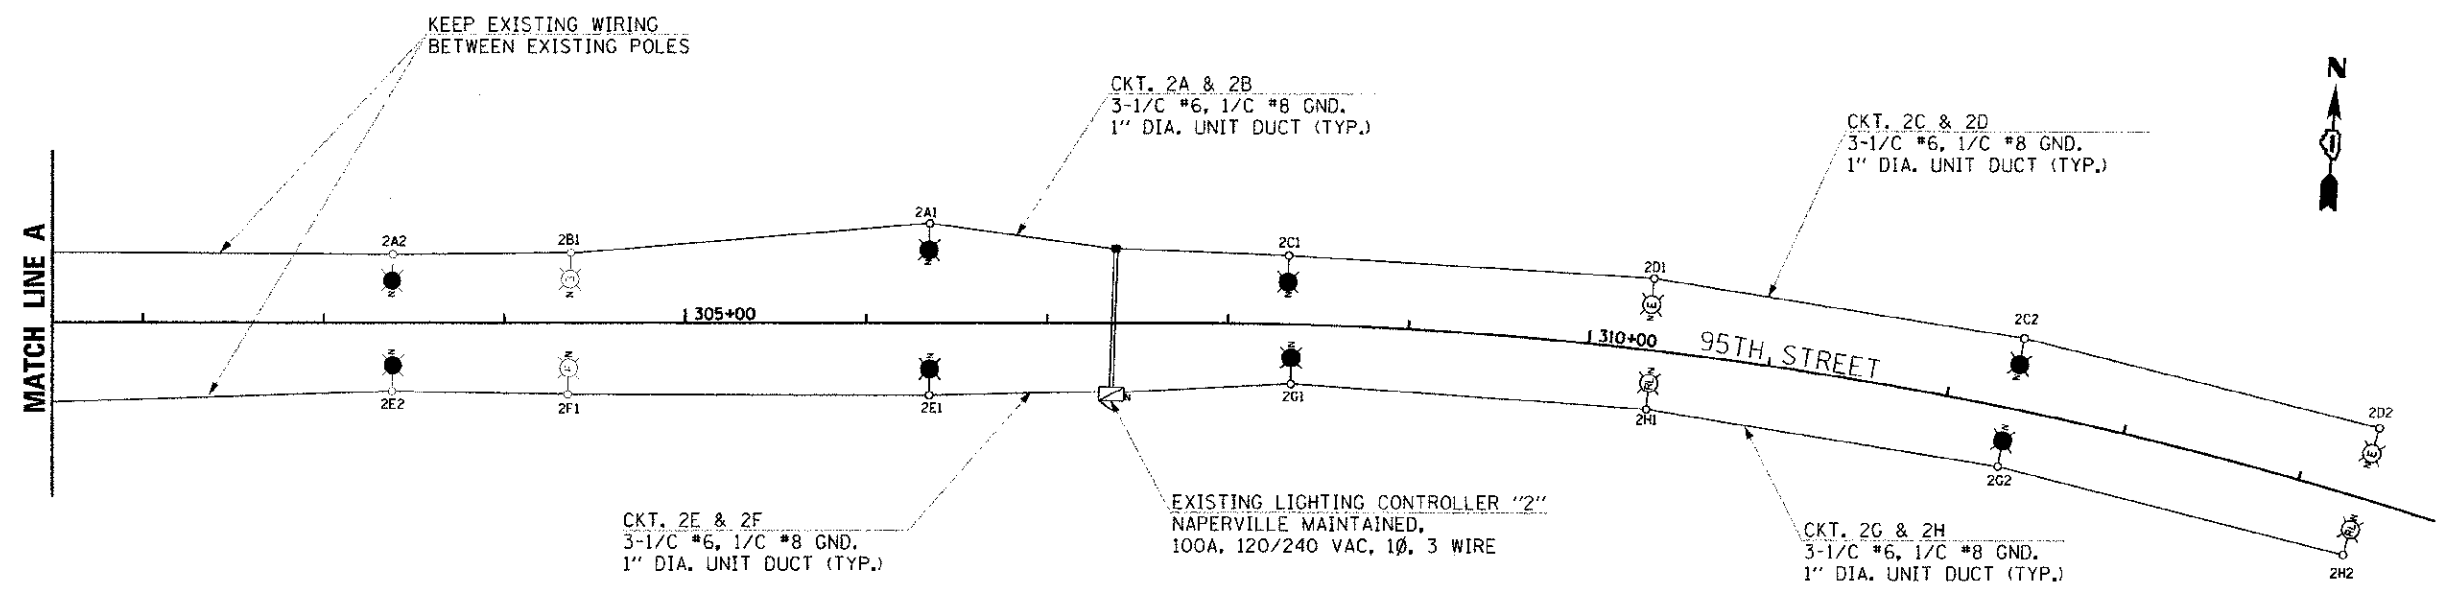 KEEP EXISTING WIRING
BETWEEN EXISTING POLES
CKT. 2A & 2B
3-1/C #6, 1/C #8 GND.
1" DIA. UNIT DUCT (TYP.)
CKT. 2C & 2D
3-1/C #6, 1/C #8 GND.
1" DIA. UNIT DUCT (TYP.)
N
MATCH LINE A
2A2
2B1
2A1
2C1
2D1
2C2
2D2
3
E
E
N
N
N
N
N
N
N
305+00
310+00
95TH STREET
N
N
N
N
N
N
N
4
RL
RL
2E2
2F1
2E1
N
2G1
2H1
2G2
2H2
CKT. 2E & 2F
3-1/C #6, 1/C #8 GND.
1" DIA. UNIT DUCT (TYP.)
EXISTING LIGHTING CONTROLLER "2"
NAPERVILLE MAINTAINED,
100A, 120/240 VAC, 1Ø, 3 WIRE
CKT. 2G & 2H
3-1/C #6, 1/C #8 GND.
1" DIA. UNIT DUCT (TYP.)